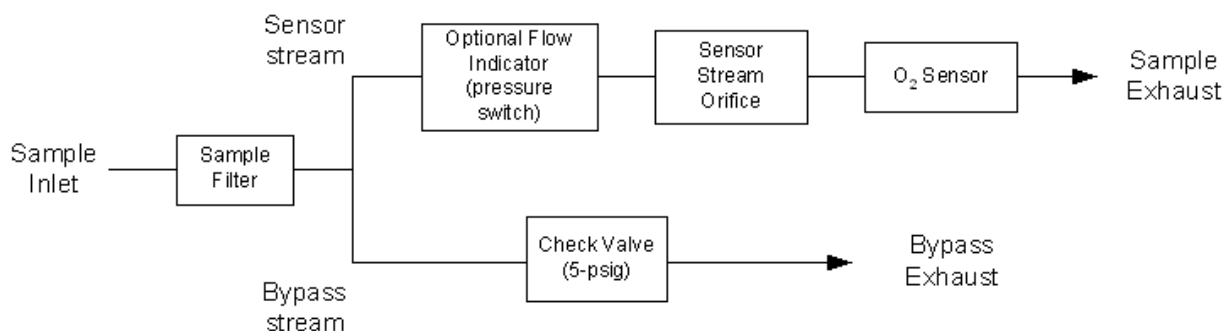 Sensor
stream
Optional Flow
Indicator
(pressure
switch)
Sensor
Stream
Orifice
O2 Sensor
Sample
Exhaust
Sample
Inlet
Sample
Filter
Check Valve
(5-psig)
Bypass
Exhaust
Bypass
stream